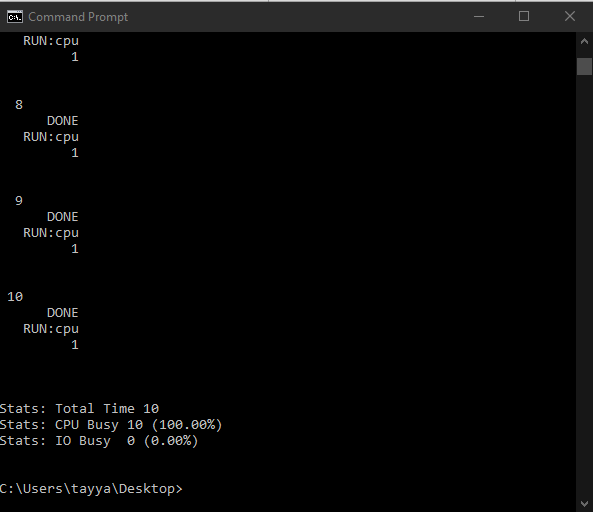 Command Prompt
RUN:cpu
1
8
DONE
RUN:cpu
1
9
DONE
RUN:cpu
1
10
DONE
RUN:cpu
1
Stats: Total Time 10
Stats: CPU Busy 10 (100.00%)
Stats: IO Busy  0 (0.00%)
C:\Users\tayya\Desktop>